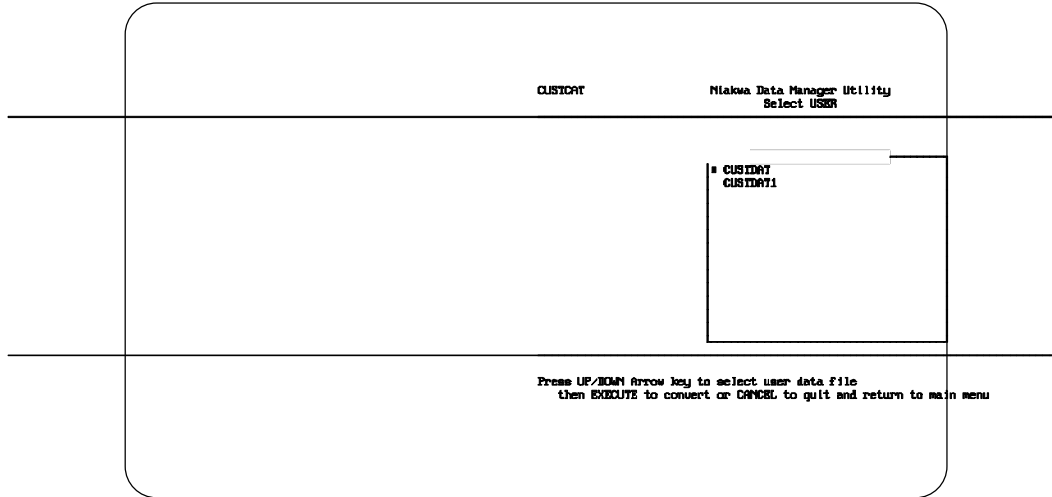 CUSTCAT Niakwa Data Manager Utility
Select USER
CUSTDAT
CUSTDAT1
Press UP/DOWN Arrow key to select user data file
then EXECUTE to convert or CANCEL to quit and return to main menu